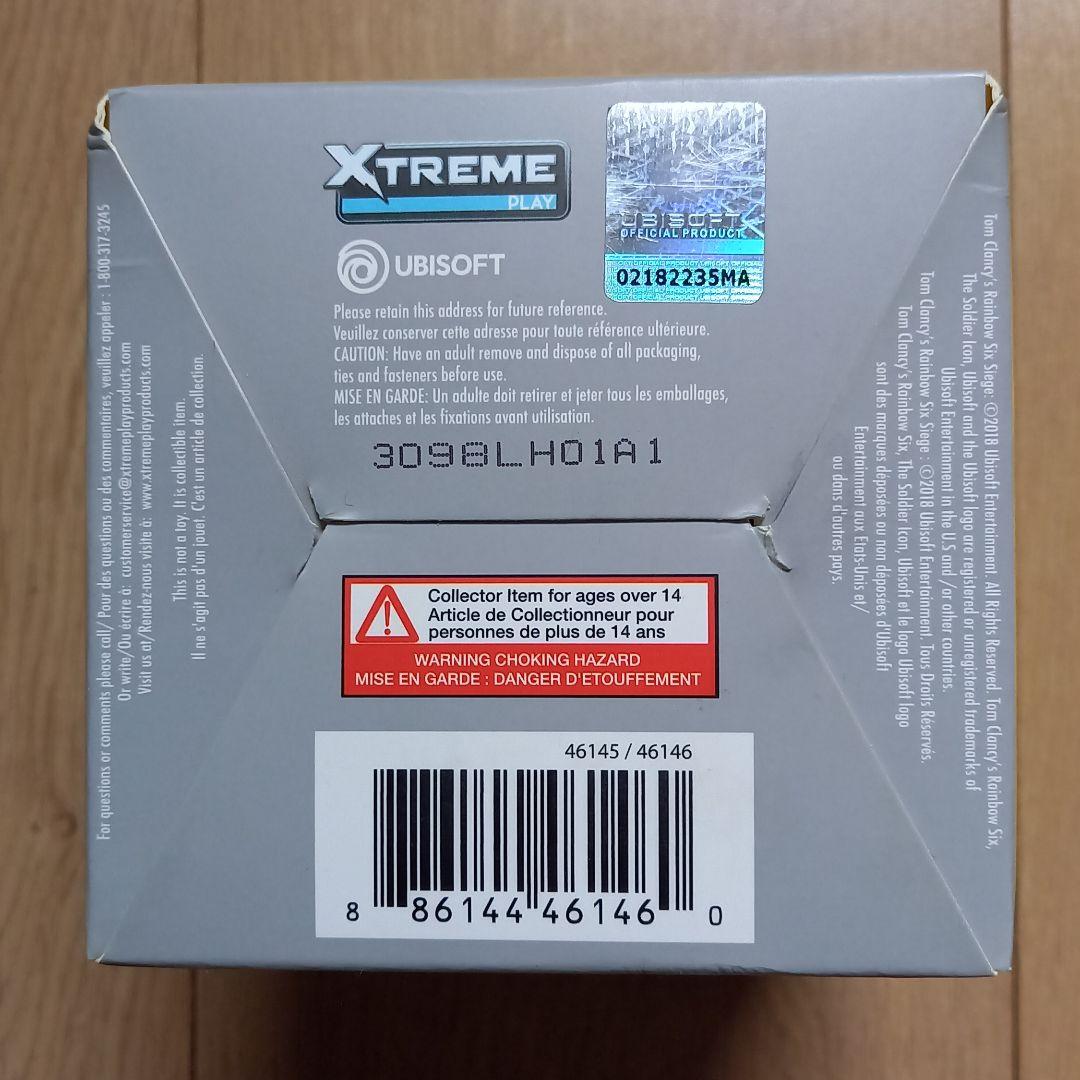 XTREME
PLAY
UBISOFT
UBISOFT
OFFICIAL PRODUCT
02182235MA
Please retain this address for future reference.
Veuillez conserver cette adresse pour toute référence ultérieure.
CAUTION: Have an adult remove and dispose of all packaging,
ties and fasteners before use.
MISE EN GARDE: Un adulte doit retirer et jeter tous les emballages,
les attaches et les fixations avant utilisation.
3098LH01A1
Collector Item for ages over 14
Article de Collectionneur pour
personnes de plus de 14 ans
WARNING CHOKING HAZARD
MISE EN GARDE : DANGER D'ETOUFFEMENT
46145 / 46146
8 86144 46146 0
For questions or comments please call/ Pour des questions ou des commentaires, veuillez appeler : 1-800-317-3245
Or write/Ou écrire à: customerservice@xtremeplayproducts.com
Visit us at/Rendez-nous visite à: www.xtremeplayproducts.com
This is not a toy. It is collectible item.
Il ne s'agit pas d'un jouet. C'est un article de collection.
Tom Clancy's Rainbow Six Siege: ©2018 Ubisoft Entertainment. All Rights Reserved. Tom Clancy's Rainbow Six,
The Soldier Icon, Ubisoft and the Ubisoft logo are registered or unregistered trademarks of
Ubisoft Entertainment in the U.S and /or other countries.
Tom Clancy's Rainbow Six Siege : ©2018 Ubisoft Entertainment. Tous Droits Réservés.
Tom Clancy's Rainbow Six, The Soldier Icon, Ubisoft et le logo Ubisoft logo
sont des marques déposées ou non déposées d'Ubisoft
Entertainment aux Etats-Unis et/
ou dans d'autres pays.